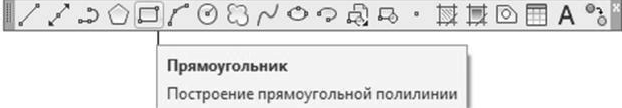 A
Прямоугольник
Построение прямоугольной полилинии